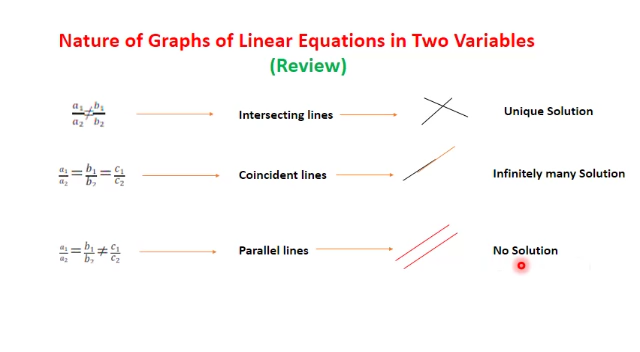 Nature of Graphs of Linear Equations in Two Variables
(Review)
a₁/a₂ ≠ b₁/b₂ Intersecting lines Unique Solution
a₁/a₂ = b₁/b₂ = c₁/c₂ Coincident lines Infinitely many Solution
a₁/a₂ = b₁/b₂ ≠ c₁/c₂ Parallel lines No Solution